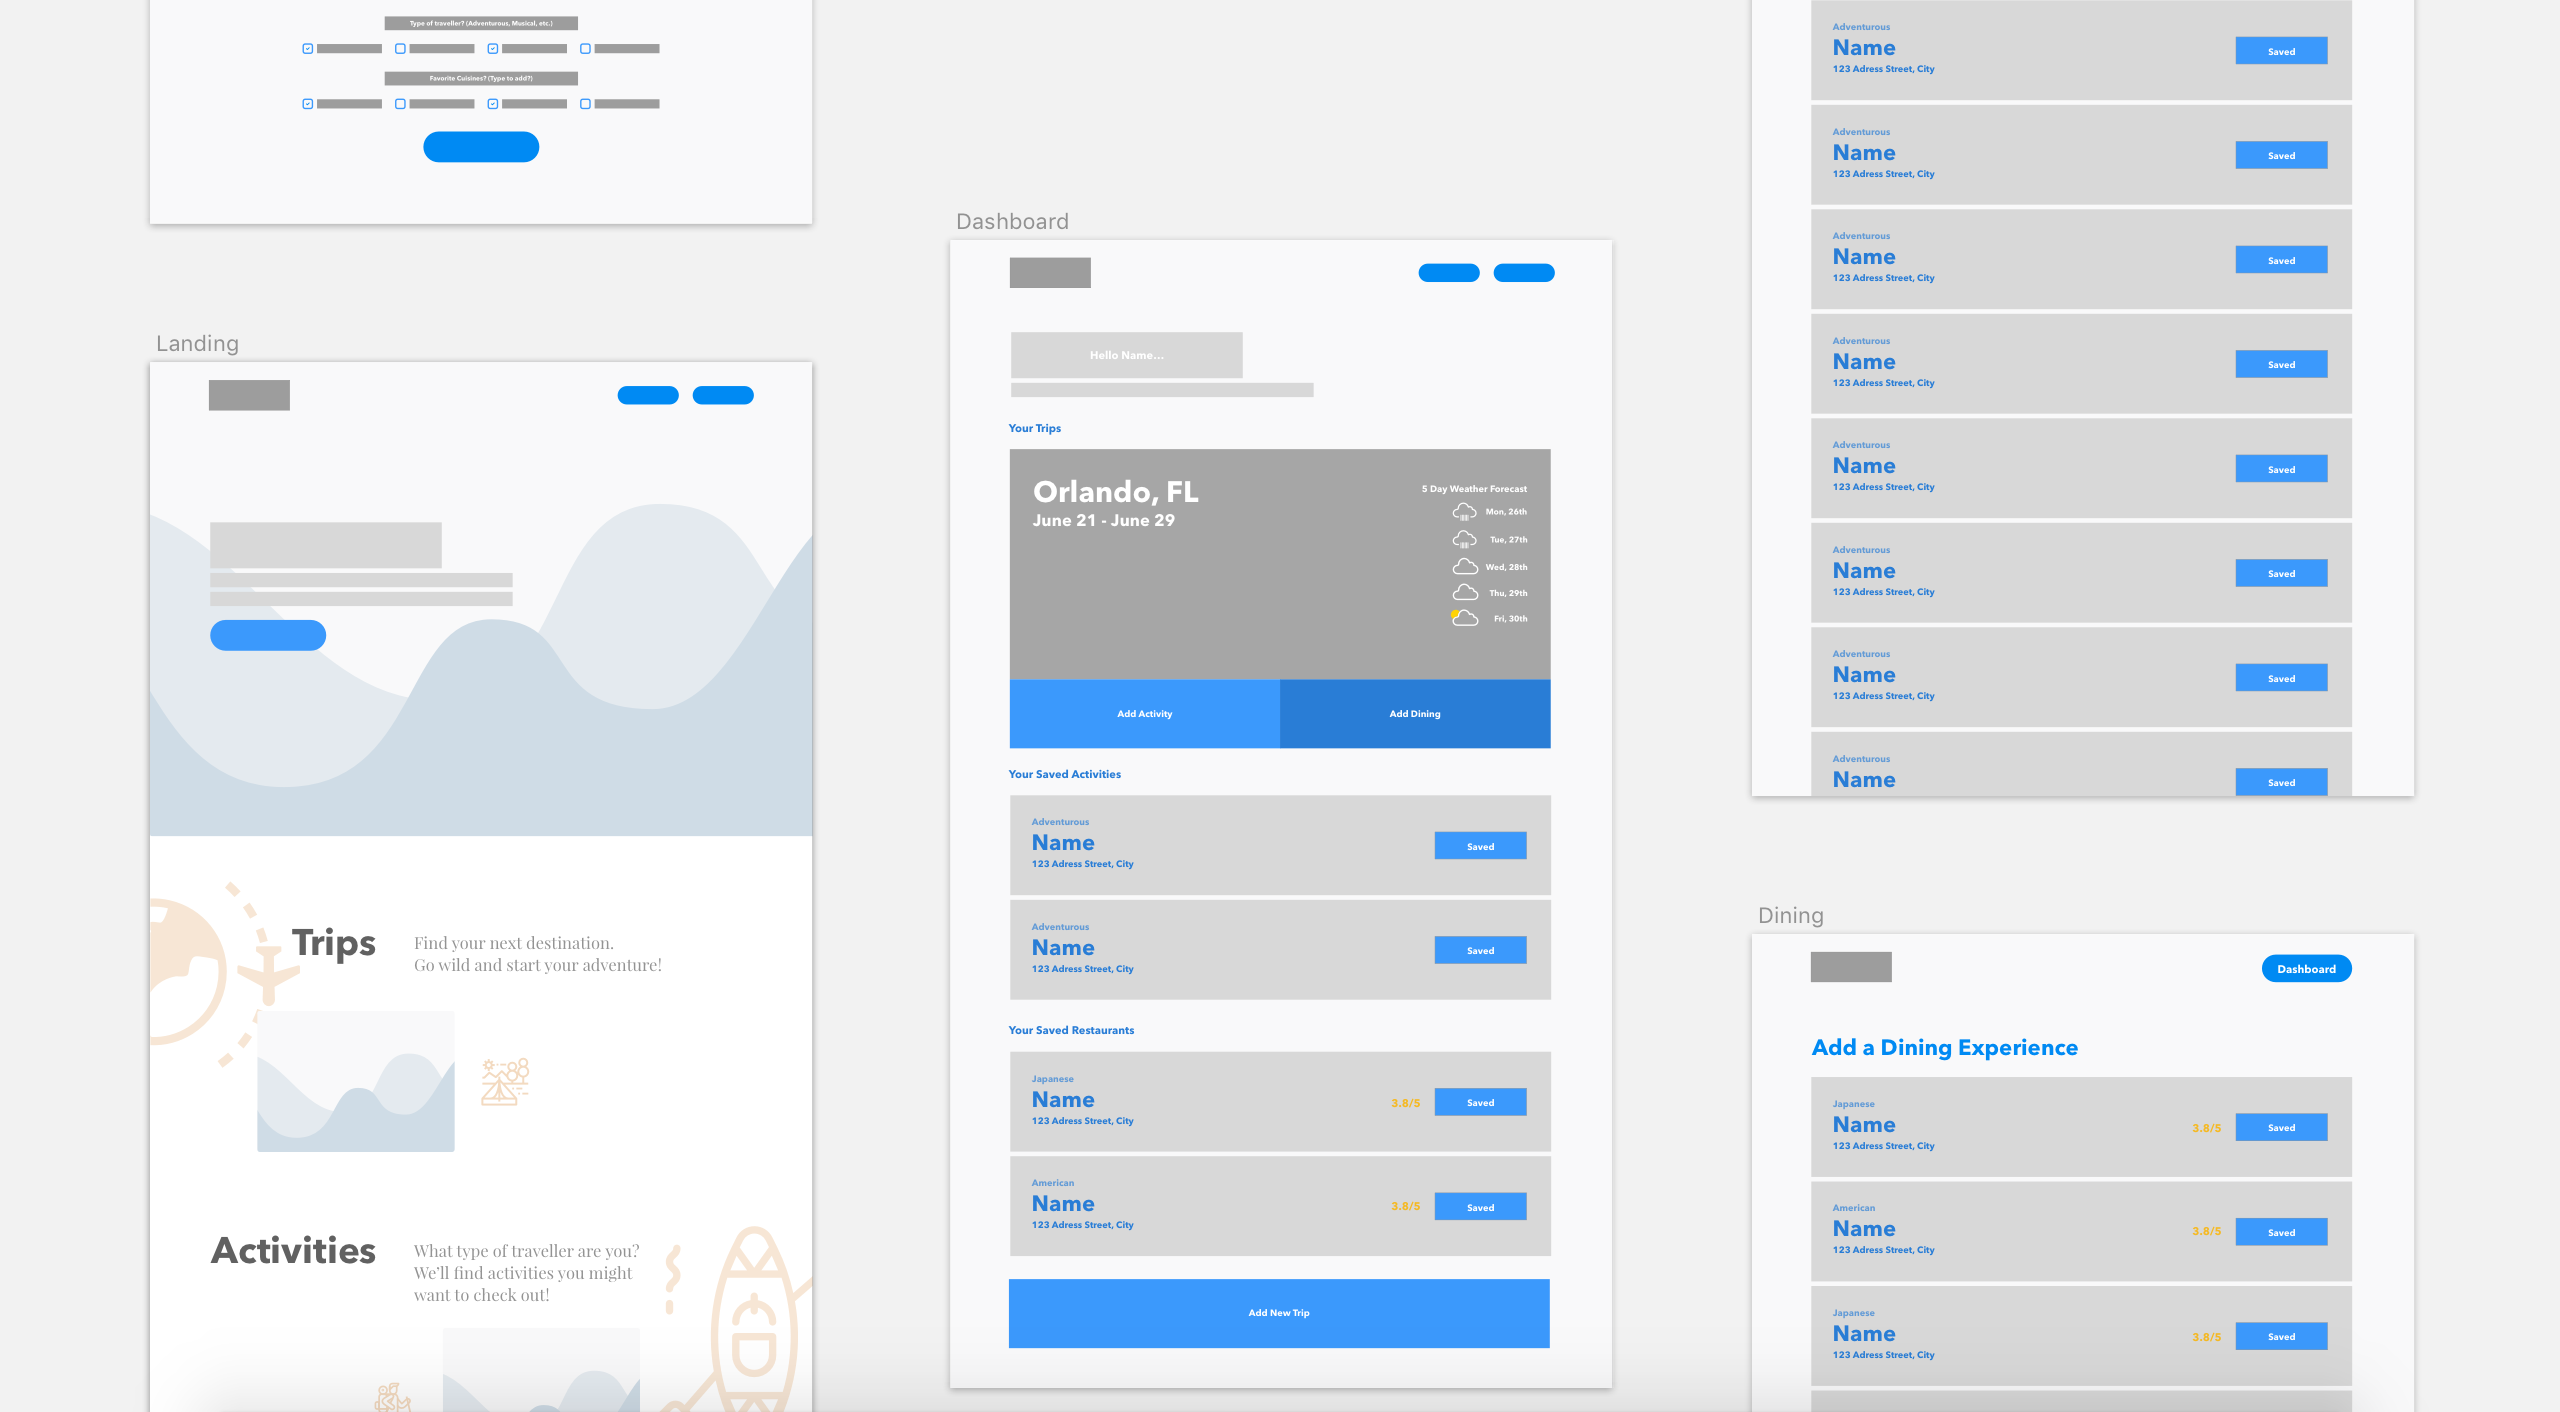 Type of traveller? (Adventurous, Musical, etc.)
Favorite Cuisines? (Type to add?)
Landing
Trips
Find your next destination.
Go wild and start your adventure!
Activities
What type of traveller are you?
We'll find activities you might
want to check out!
Dashboard
Hello Name...
Your Trips
Orlando, FL
June 21 - June 29
5 Day Weather Forecast
Mon, 26th
Tue, 27th
Wed, 28th
Thu, 29th
Fri, 30th
Add Activity
Add Dining
Your Saved Activities
Adventurous
Name
123 Adress Street, City
Saved
Adventurous
Name
123 Adress Street, City
Saved
Your Saved Restaurants
Japanese
Name
123 Adress Street, City
3.8/5
Saved
American
Name
123 Adress Street, City
3.8/5
Saved
Add New Trip
Adventurous
Name
123 Adress Street, City
Saved
Adventurous
Name
123 Adress Street, City
Saved
Adventurous
Name
123 Adress Street, City
Saved
Adventurous
Name
123 Adress Street, City
Saved
Adventurous
Name
123 Adress Street, City
Saved
Adventurous
Name
123 Adress Street, City
Saved
Adventurous
Name
123 Adress Street, City
Saved
Adventurous
Name
Saved
Dining
Dashboard
Add a Dining Experience
Japanese
Name
123 Adress Street, City
3.8/5
Saved
American
Name
123 Adress Street, City
3.8/5
Saved
Japanese
Name
123 Adress Street, City
3.8/5
Saved